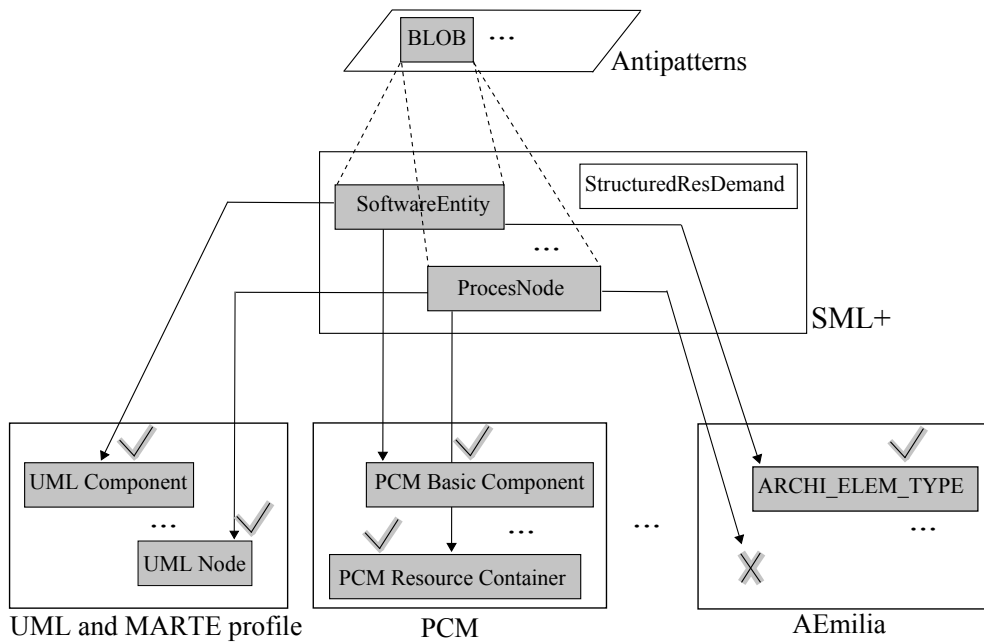 BLOB ...
Antipatterns
StructuredResDemand
SoftwareEntity
...
ProcesNode
SML+
UML Component
...
UML Node
UML and MARTE profile
PCM Basic Component
...
PCM Resource Container
PCM
...
ARCHI_ELEM_TYPE
...
AEmilia